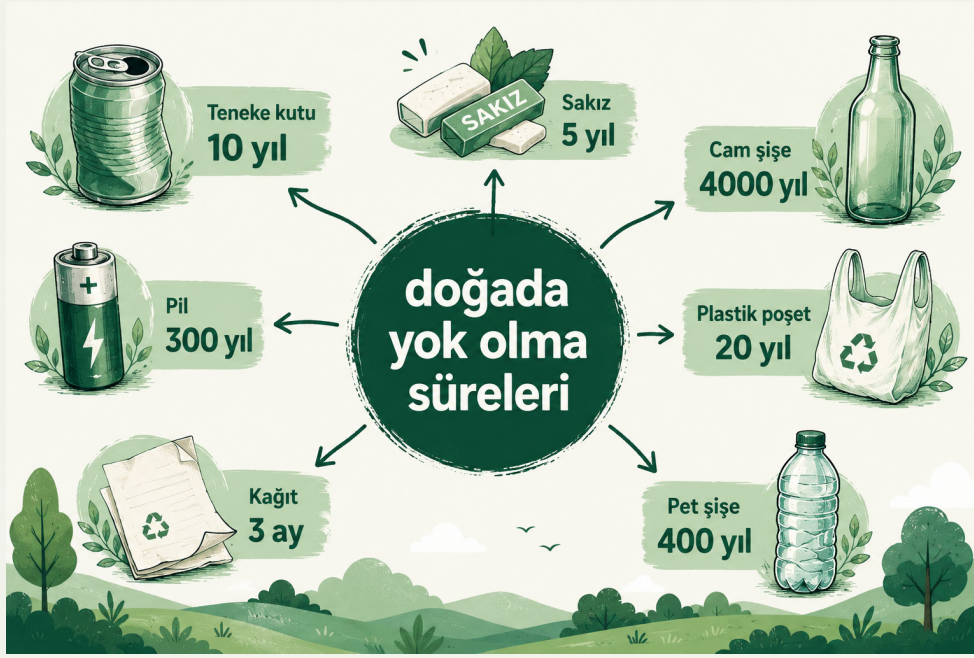 Teneke kutu
10 yıl
SAKIZ
Sakız
5 yıl
Cam şişe
4000 yıl
Pil
300 yıl
doğada
yok olma
süreleri
Plastik poşet
20 yıl
Kağıt
3 ay
Pet şişe
400 yıl